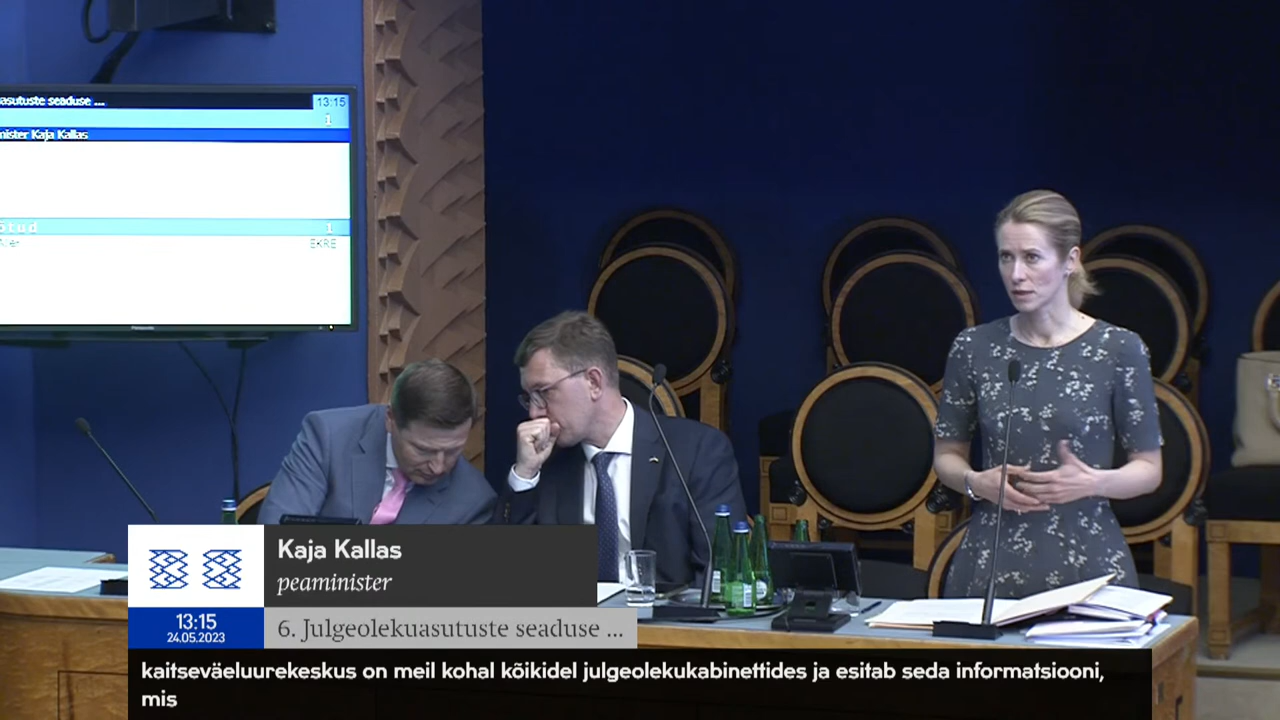 asutuste seaduse ...
13:15
1
nister Kaja Kallas
1
EKRE
Panasonic
Kaja Kallas
peaminister
13:15
24.05.2023
6. Julgeolekuasutuste seaduse ...
kaitseväeluurekeskus on meil kohal kõikidel julgeolekukabinettides ja esitab seda informatsiooni,
mis